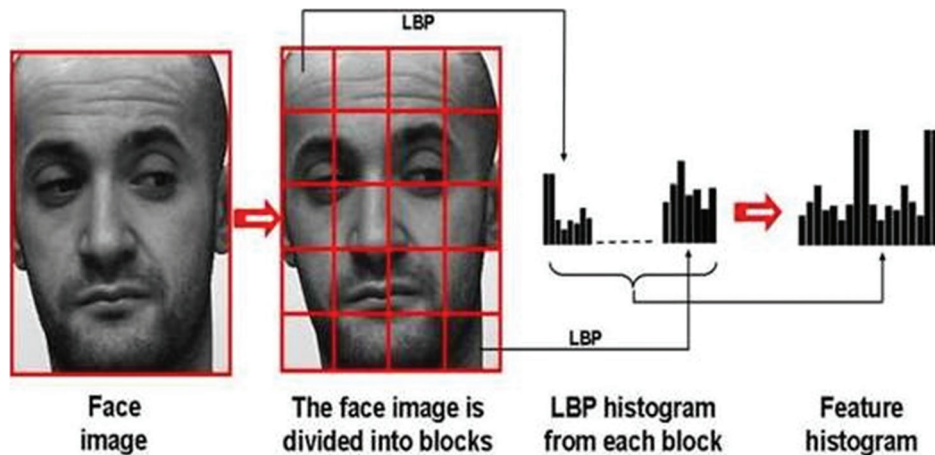 LBP
LBP
Face
image
The face image is
divided into blocks
LBP histogram
from each block
Feature
histogram